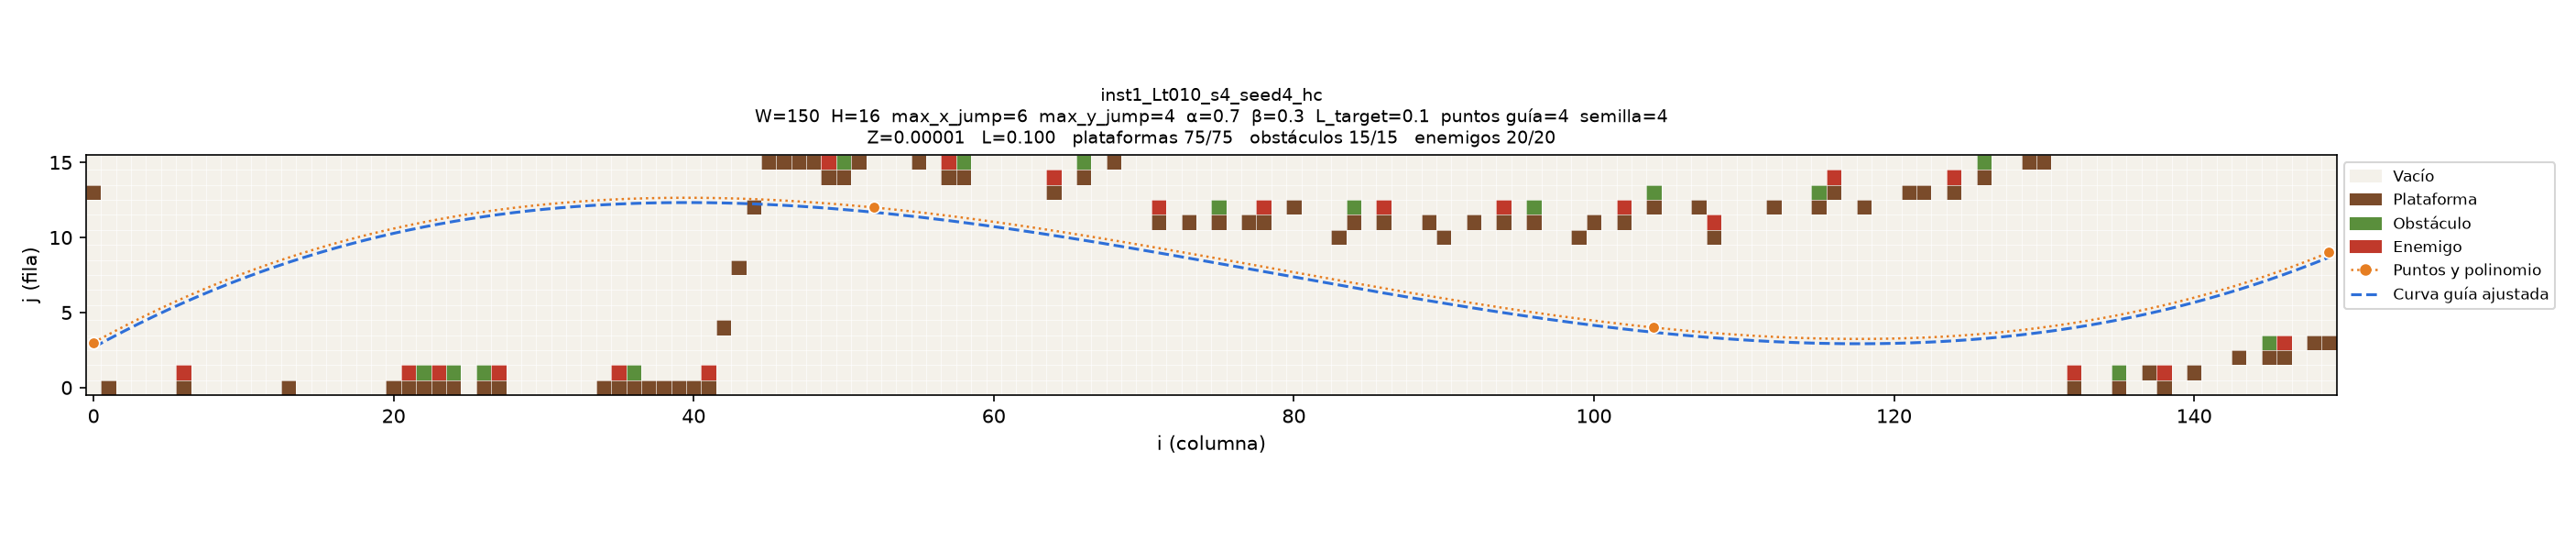 inst1_Lt010_s4_seed4_hc
W=150  H=16  max_x_jump=6  max_y_jump=4  α=0.7  β=0.3  L_target=0.1  puntos guía=4  semilla=4
Z=0.00001   L=0.100   plataformas 75/75   obstáculos 15/15   enemigos 20/20
15
10
5
0
j (fila)
0 20 40 60 80 100 120 140
i (columna)
Vacío
Plataforma
Obstáculo
Enemigo
Puntos y polinomio
Curva guía ajustada